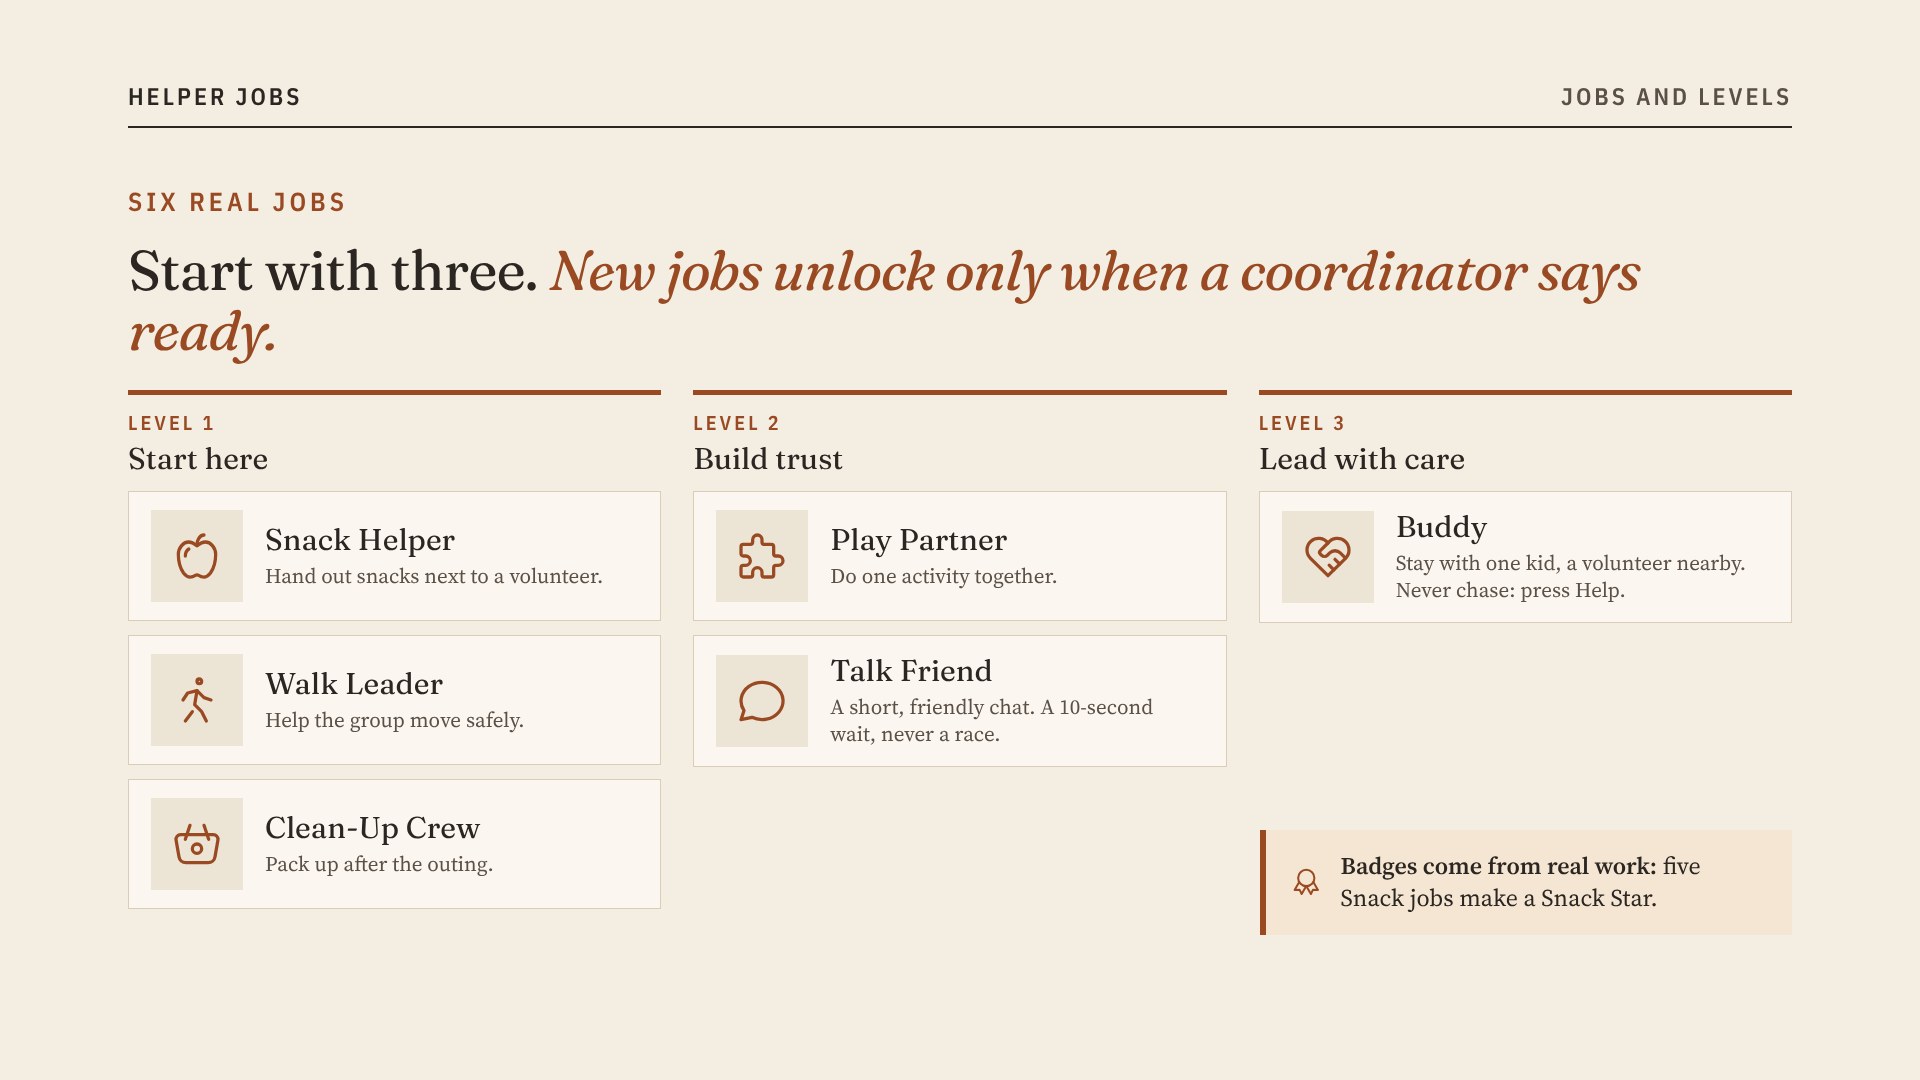 HELPER JOBS
JOBS AND LEVELS
SIX REAL JOBS
Start with three. New jobs unlock only when a coordinator says
ready.
LEVEL 1
Start here
Snack Helper
Hand out snacks next to a volunteer.
Walk Leader
Help the group move safely.
Clean-Up Crew
Pack up after the outing.
LEVEL 2
Build trust
Play Partner
Do one activity together.
Talk Friend
A short, friendly chat. A 10-second
wait, never a race.
LEVEL 3
Lead with care
Buddy
Stay with one kid, a volunteer nearby.
Never chase: press Help.
Badges come from real work: five
Snack jobs make a Snack Star.